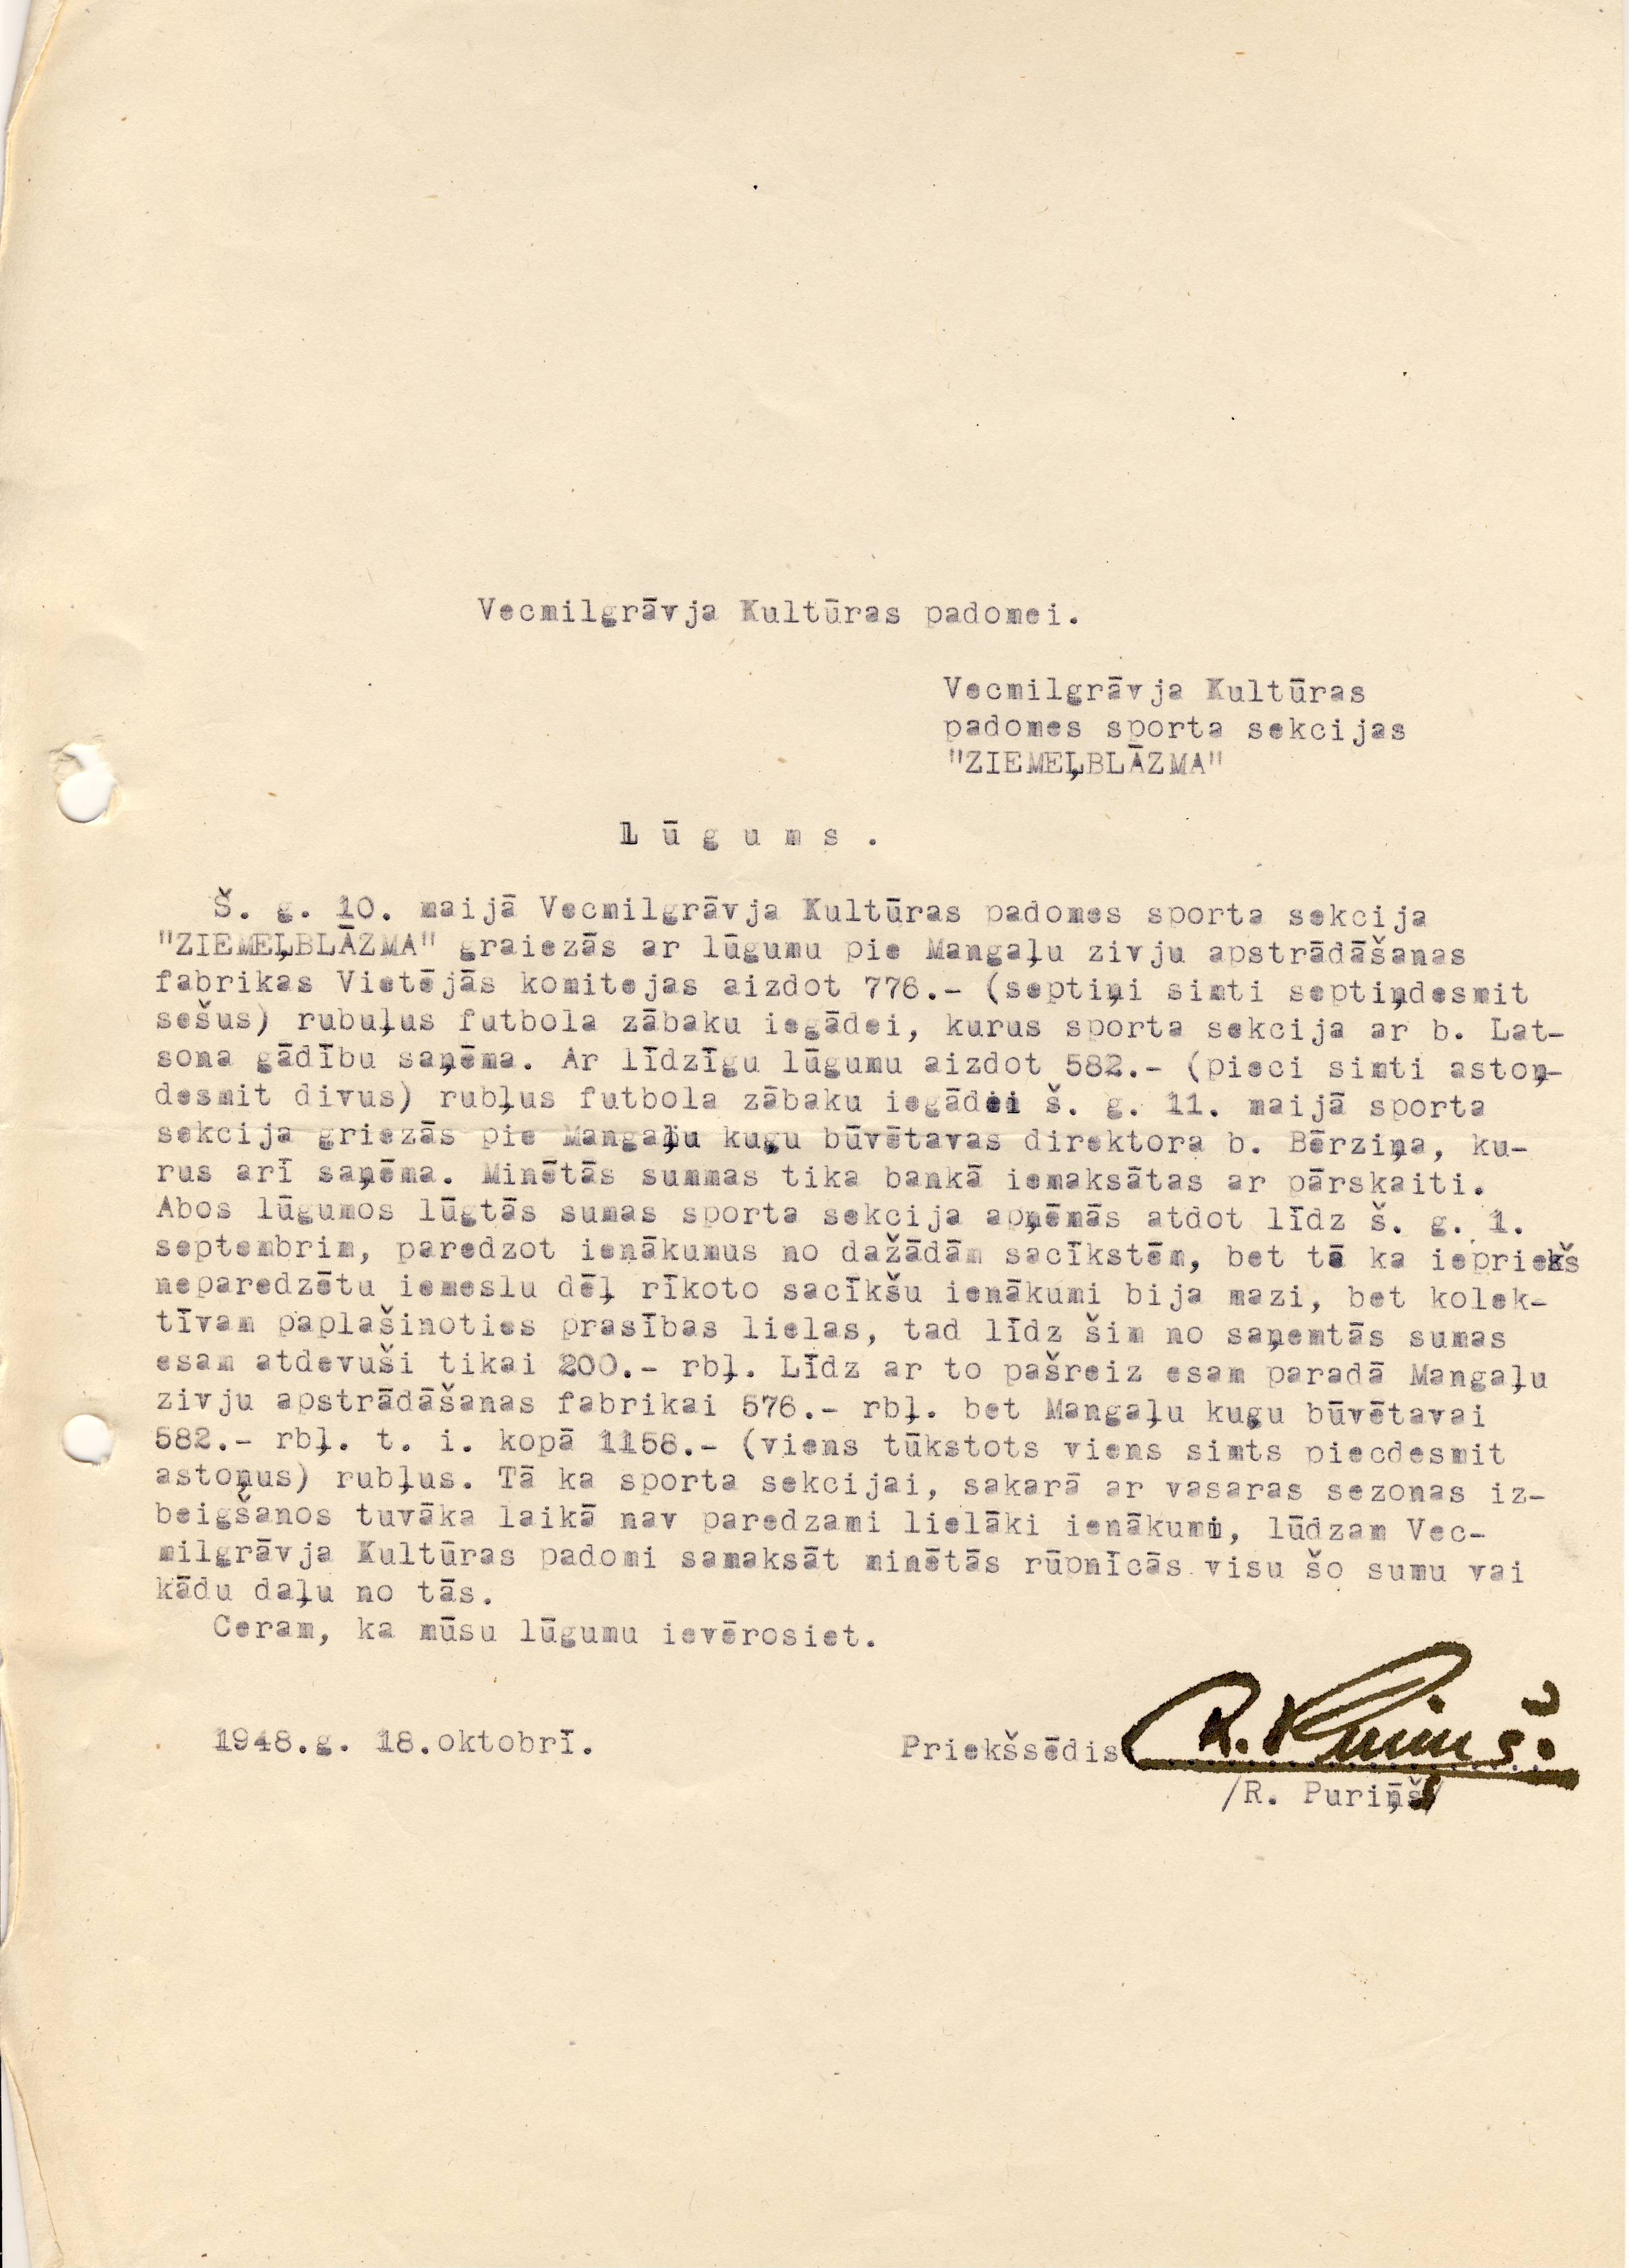 Vecmilgrāvja Kultūras padomei.
Vecmilgrāvja Kultūras
padomes sporta sekcijas
"ZIEMEĻBLĀZMA"
lūgums.
Š. g. 10. maijā Vecmilgrāvja Kultūras padomes sporta sekcija
"ZIEMEĻBLĀZMA" graiezās ar lūgumu pie Mangaļu zivju apstrādāšanas
fabrikas Vietējās komitejas aizdot 776.- (septiņi simti septiņdesmit
sešus) rubuļus futbola zābaku iegādei, kurus sporta sekcija ar b. Lat-
sona gādību saņēma. Ar līdzīgu lūgumu aizdot 582.- (pieci simti astoņ-
desmit divus) rubļus futbola zābaku iegādei š. g. 11. maijā sporta
sekcija griezās pie Mangaļu kuģu būvētavas direktora b. Bērziņa, ku-
rus arī saņēma. Minētās summas tika bankā iemaksātas ar pārskaiti.
Abos lūgumos lūgtās sumas sporta sekcija apņēmās atdot līdz š. g. 1.
septembrim, paredzot ienākumus no dažādām sacīkstēm, bet tā ka iepriekš
neparedzētu iemeslu dēļ rīkoto sacīkšu ienākumi bija mazi, bet kolek-
tīvam paplašinoties prasības lielas, tad līdz šim no saņemtās sumas
esam atdevuši tikai 200.- rbļ. Līdz ar to pašreiz esam paradā Mangaļu
zivju apstrādāšanas fabrikai 576.- rbļ. bet Mangaļu kuģu būvētavai
582.- rbļ. t. i. kopā 1158.- (viens tūkstots viens simts piecdesmit
astoņus) rubļus. Tā ka sporta sekcijai, sakarā ar vasaras sezonas iz-
beigšanos tuvāka laikā nav paredzami lielāki ienākumi, lūdzam Vec-
milgrāvja Kultūras padomi samaksāt minētās rūpnīcās visu šo sumu vai
kādu daļu no tās.
Ceram, ka mūsu lūgumu ievērosiet.
1948.g. 18.oktobrī.
Priekšsēdis R. Puriņš.
/R. Puriņš/